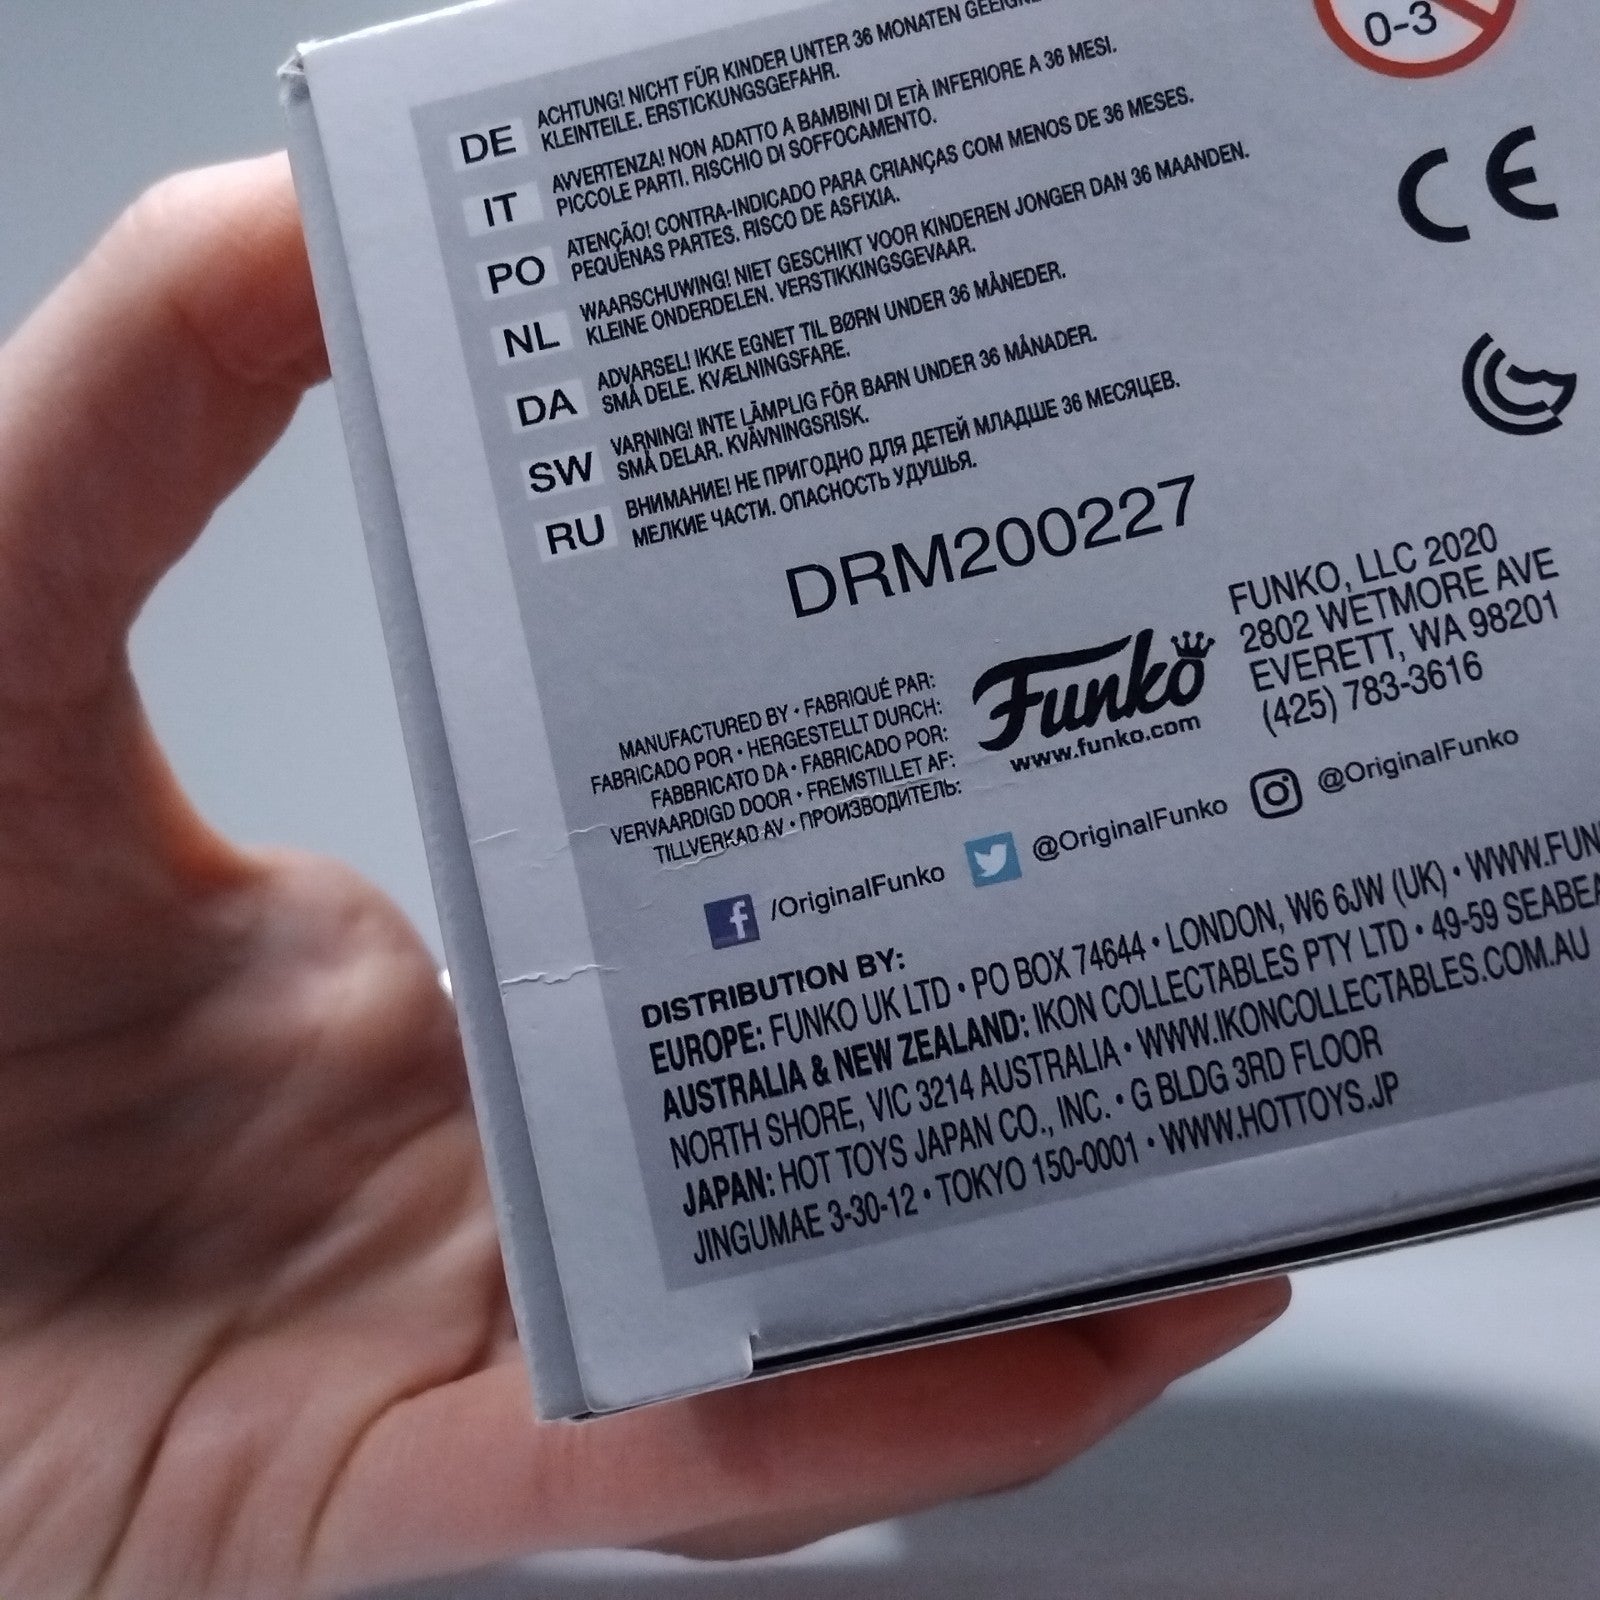 ACHTUNG! NICHT FÜR KINDER UNTER 36 MONATEN
KLEINTEILE. ERSTICKUNGSGEFAHR.
DE
AVVERTENZA! NON ADATTO A BAMBINI DI ETÀ INFERIORE A 36 MESI.
PICCOLE PARTI. RISCHIO DI SOFFOCAMENTO.
IT
ATENÇÃO! CONTRA-INDICADO PARA CRIANÇAS COM MENOS DE 36 MESES.
PEQUENAS PARTES. RISCO DE ASFIXIA.
PO
WAARSCHUWING! NIET GESCHIKT VOOR KINDEREN JONGER DAN 36 MAANDEN.
KLEINE ONDERDELEN. VERSTIKKINGSGEVAAR.
NL
ADVARSEL! IKKE EGNET TIL BØRN UNDER 36 MÅNEDER.
SMÅ DELE. KVÆLNINGSFARE.
DA
VARNING! INTE LÄMPLIG FÖR BARN UNDER 36 MÅNADER.
SMÅ DELAR. KVÄVNINGSRISK.
SW
ВНИМАНИЕ! НЕ ПРИГОДНО ДЛЯ ДЕТЕЙ МЛАДШЕ 36 МЕСЯЦЕВ.
МЕЛКИЕ ЧАСТИ. ОПАСНОСТЬ УДУШЬЯ.
RU
0-3
CE
DRM200227
MANUFACTURED BY • FABRIQUÉ PAR:
FABRICADO POR • HERGESTELLT DURCH:
FABBRICATO DA • FABRICADO POR:
VERVAARDIGD DOOR • FREMSTILLET AF:
TILLVERKAD AV • ПРОИЗВОДИТЕЛЬ:
Funko
www.funko.com
FUNKO, LLC 2020
2802 WETMORE AVE
EVERETT, WA 98201
(425) 783-3616
f /OriginalFunko @OriginalFunko @OriginalFunko
DISTRIBUTION BY:
EUROPE: FUNKO UK LTD • PO BOX 74644 • LONDON, W6 6JW (UK) •
AUSTRALIA & NEW ZEALAND: IKON COLLECTABLES PTY LTD • 49-59
NORTH SHORE, VIC 3214 AUSTRALIA • WWW.IKONCOLLECTABLES.COM.AU
JAPAN: HOT TOYS JAPAN CO., INC. • G BLDG 3RD FLOOR
JINGUMAE 3-30-12 • TOKYO 150-0001 • WWW.HOTTOYS.JP